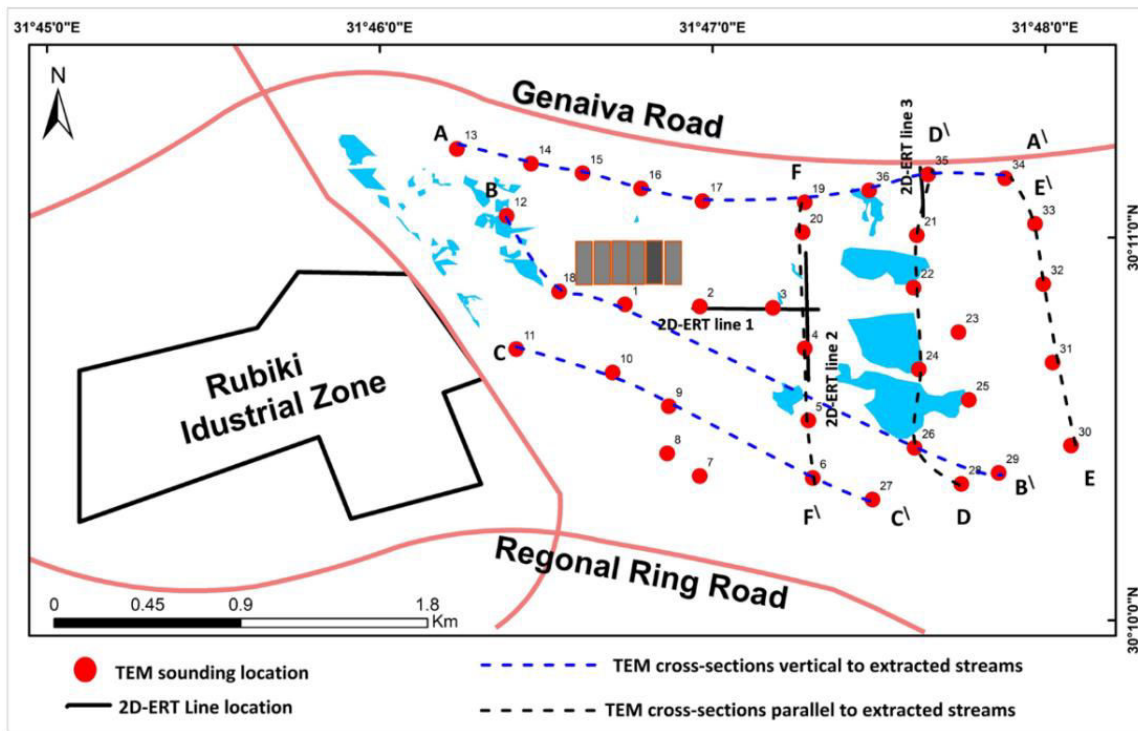 31°45'0"E 31°46'0"E 31°47'0"E 31°48'0"E
N
Genaiva Road
2D-ERT line 3
D\
A\
A 13
14
15
16
17
F
19
36
35
34
E\
B
12
20
21
33
30°11'0"N
18
1
2
3
22
32
2D-ERT line 1
C
11
10
4
2D-ERT line 2
23
24
31
Rubiki
Idustrial Zone
9
5
25
8
7
6
26
29
30
27
28
F\
C\
D
B\
E
Regonal Ring Road
0 0.45 0.9 1.8
Km
30°10'0"N
TEM sounding location
TEM cross-sections vertical to extracted streams
2D-ERT Line location
TEM cross-sections parallel to extracted streams